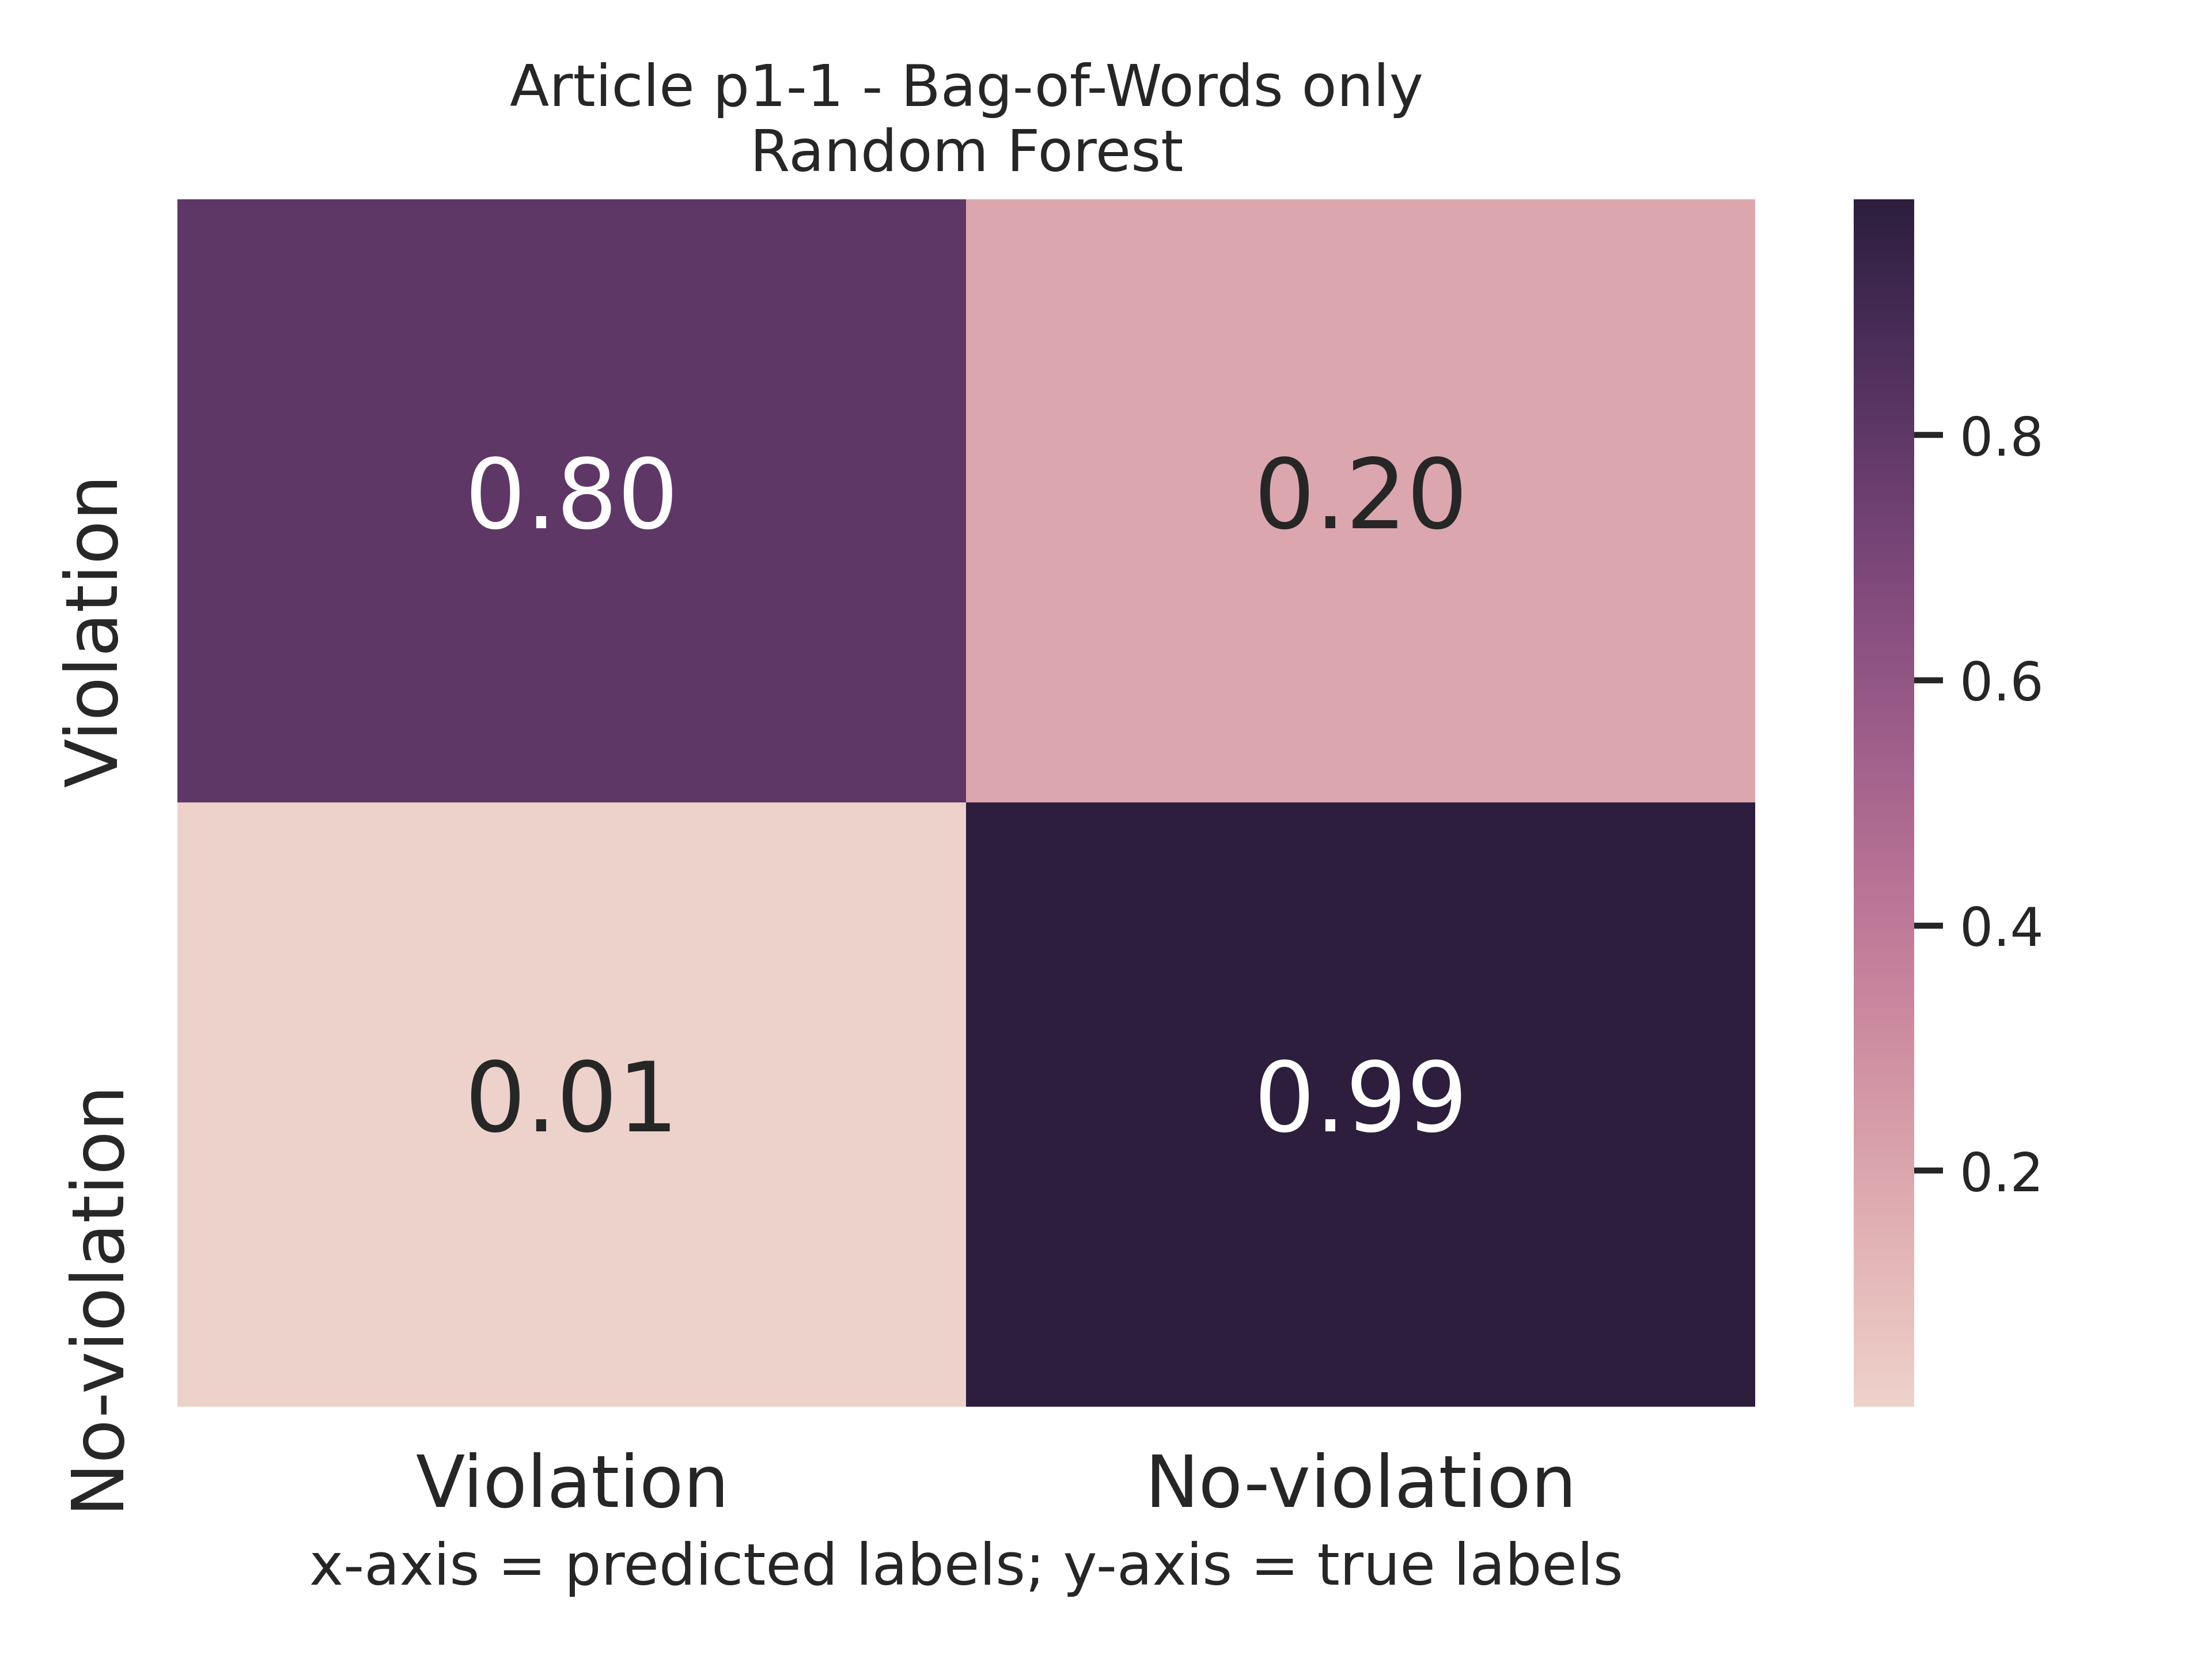 Article p1-1 - Bag-of-Words only
Random Forest
Violation
0.80
0.20
0.8
0.6
0.4
No-violation
0.01
0.99
0.2
Violation
No-violation
x-axis = predicted labels; y-axis = true labels